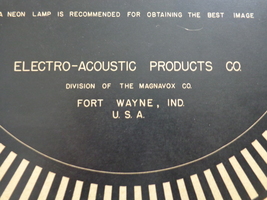 A NEON LAMP IS RECOMMENDED FOR OBTAINING THE BEST IMAGE
ELECTRO-ACOUSTIC PRODUCTS CO.
DIVISION OF THE MAGNAVOX CO.
FORT WAYNE, IND.
U. S. A.